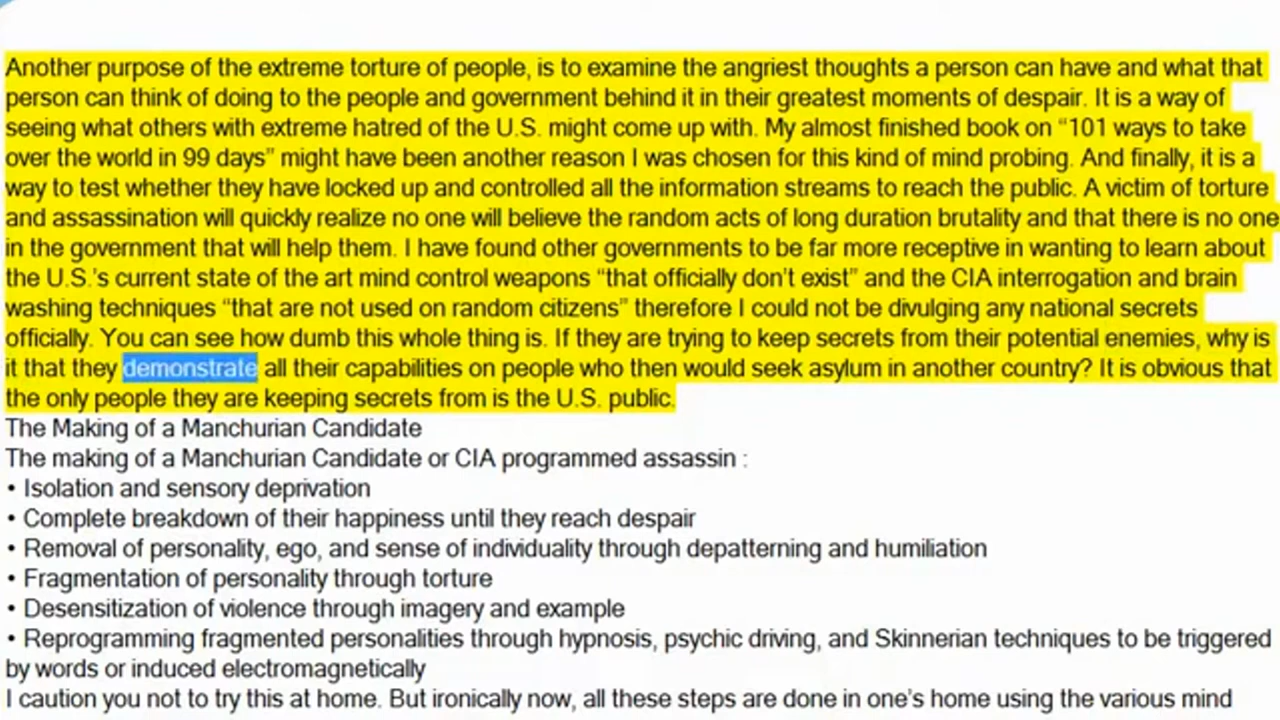 Another purpose of the extreme torture of people, is to examine the angriest thoughts a person can have and what that
person can think of doing to the people and government behind it in their greatest moments of despair. It is a way of
seeing what others with extreme hatred of the U.S. might come up with. My almost finished book on “101 ways to take
over the world in 99 days” might have been another reason I was chosen for this kind of mind probing. And finally, it is a
way to test whether they have locked up and controlled all the information streams to reach the public. A victim of torture
and assassination will quickly realize no one will believe the random acts of long duration brutality and that there is no one
in the government that will help them. I have found other governments to be far more receptive in wanting to learn about
the U.S.’s current state of the art mind control weapons “that officially don’t exist” and the CIA interrogation and brain
washing techniques “that are not used on random citizens” therefore I could not be divulging any national secrets
officially. You can see how dumb this whole thing is. If they are trying to keep secrets from their potential enemies, why is
it that they demonstrate all their capabilities on people who then would seek asylum in another country? It is obvious that
the only people they are keeping secrets from is the U.S. public.
The Making of a Manchurian Candidate
The making of a Manchurian Candidate or CIA programmed assassin :
• Isolation and sensory deprivation
• Complete breakdown of their happiness until they reach despair
• Removal of personality, ego, and sense of individuality through depatterning and humiliation
• Fragmentation of personality through torture
• Desensitization of violence through imagery and example
• Reprogramming fragmented personalities through hypnosis, psychic driving, and Skinnerian techniques to be triggered
by words or induced electromagnetically
I caution you not to try this at home. But ironically now, all these steps are done in one’s home using the various mind